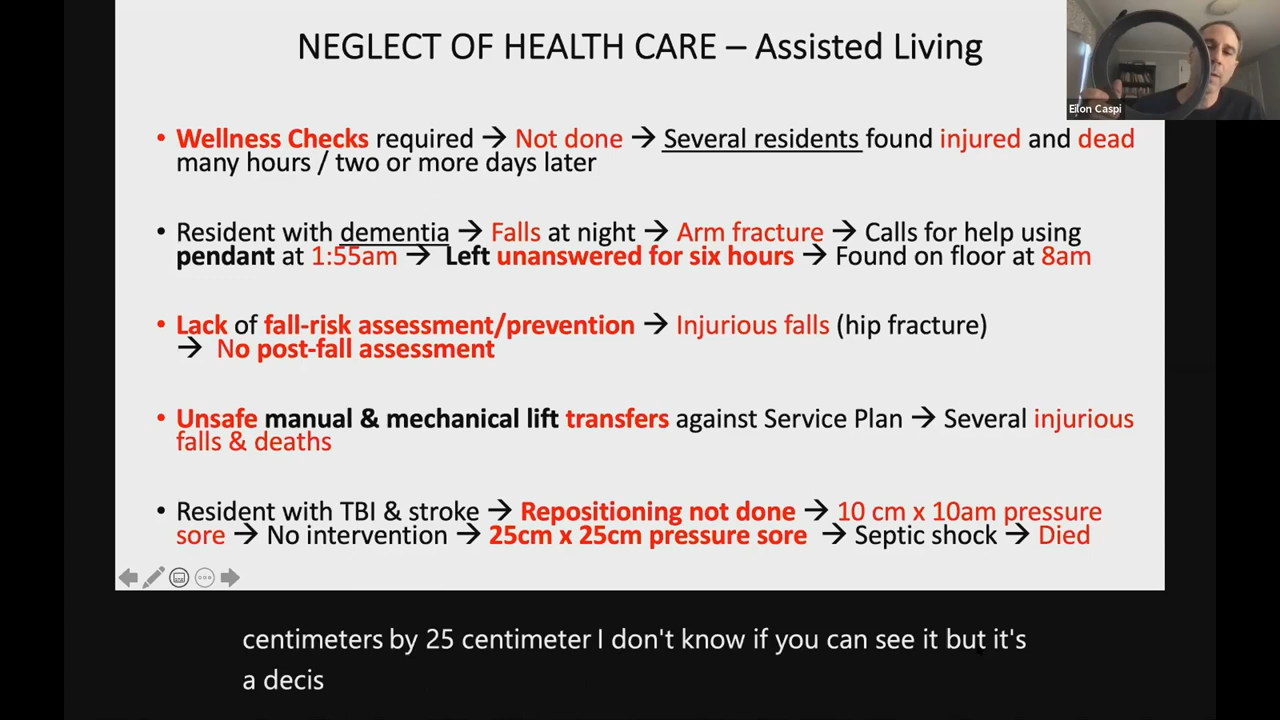 NEGLECT OF HEALTH CARE – Assisted Living
Eilon Caspi
• Wellness Checks required → Not done → Several residents found injured and dead
many hours / two or more days later
• Resident with dementia → Falls at night → Arm fracture → Calls for help using
pendant at 1:55am → Left unanswered for six hours → Found on floor at 8am
• Lack of fall-risk assessment/prevention → Injurious falls (hip fracture)
→ No post-fall assessment
• Unsafe manual & mechanical lift transfers against Service Plan → Several injurious
falls & deaths
• Resident with TBI & stroke → Repositioning not done → 10 cm x 10am pressure
sore → No intervention → 25cm x 25cm pressure sore → Septic shock → Died
centimeters by 25 centimeter I don't know if you can see it but it's
a decis